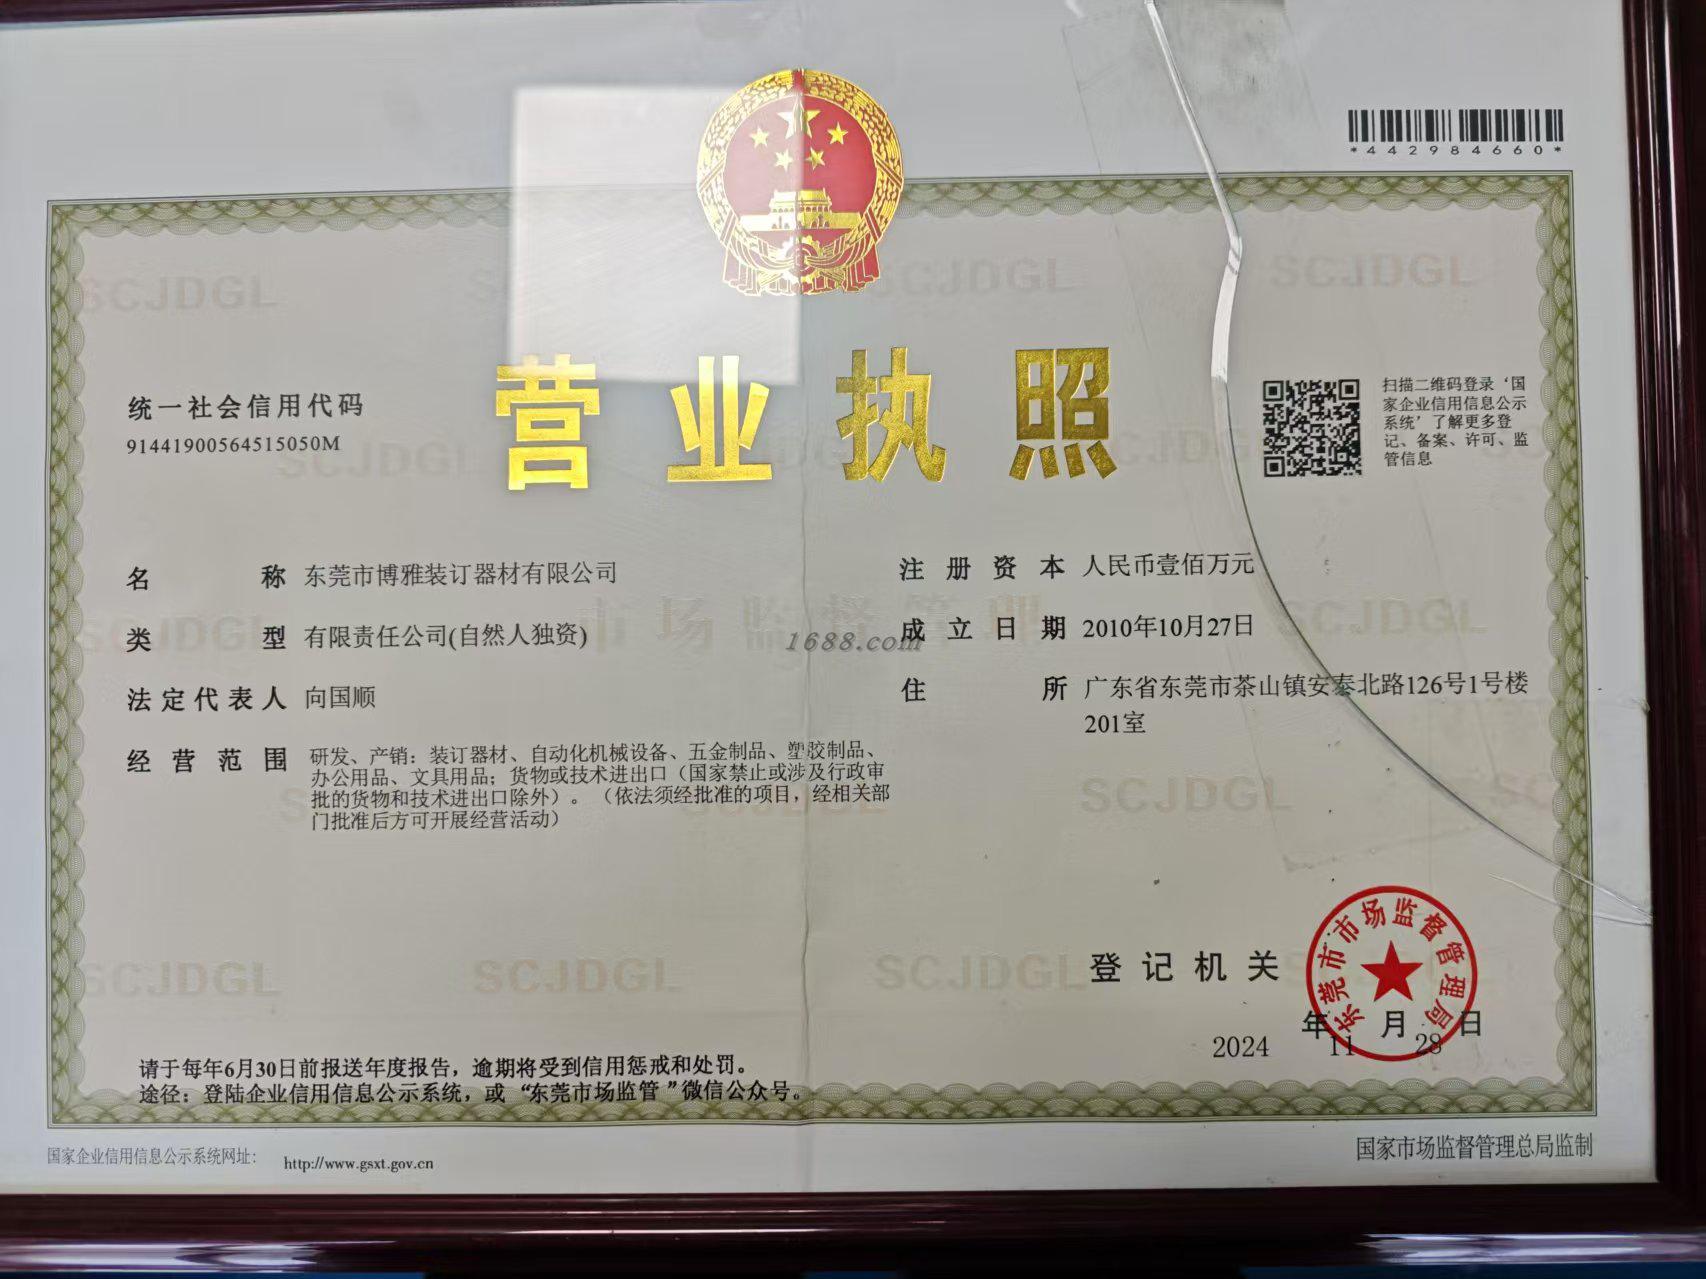 *442984660*
营业执照
统一社会信用代码
91441900564515050M
扫描二维码登录‘国
家企业信用信息公示
系统’了解更多登
记、备案、许可、监
管信息
名称 东莞市博雅装订器材有限公司
类型 有限责任公司(自然人独资)
法定代表人 向国顺
经营范围 研发、产销：装订器材、自动化机械设备、五金制品、塑胶制品、
办公用品、文具用品；货物或技术进出口（国家禁止或涉及行政审
批的货物和技术进出口除外）。（依法须经批准的项目，经相关部
门批准后方可开展经营活动）
注册资本 人民币壹佰万元
成立日期 2010年10月27日
住所 广东省东莞市茶山镇安泰北路126号1号楼
201室
1688.com
市场监督管理
SCJDGL
登记机关
东莞市市场监督管理局
2024年11月28日
请于每年6月30日前报送年度报告，逾期将受到信用惩戒和处罚。
途径：登陆企业信用信息公示系统，或“东莞市场监管”微信公众号。
国家企业信用信息公示系统网址： http://www.gsxt.gov.cn
国家市场监督管理总局监制